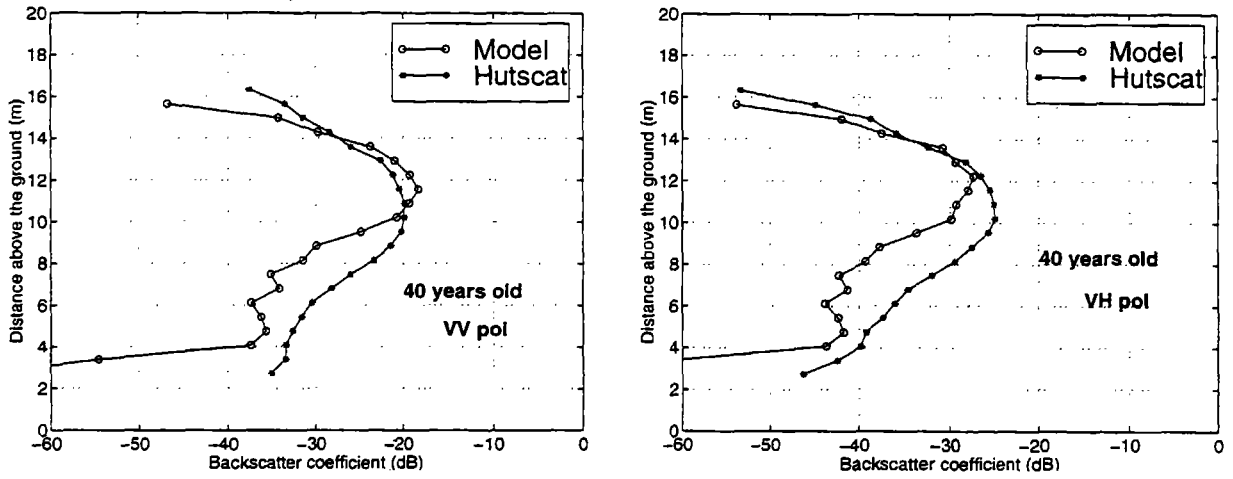 20
18
16
14
12
10
8
6
4
2
0
Distance above the ground (m)
Model
Hutscat
40 years old
VV pol
−60 −50 −40 −30 −20 −10 0
Backscatter coefficient (dB)
20
18
16
14
12
10
8
6
4
2
0
Distance above the ground (m)
Model
Hutscat
40 years old
VH pol
−60 −50 −40 −30 −20 −10 0
Backscatter coefficient (dB)